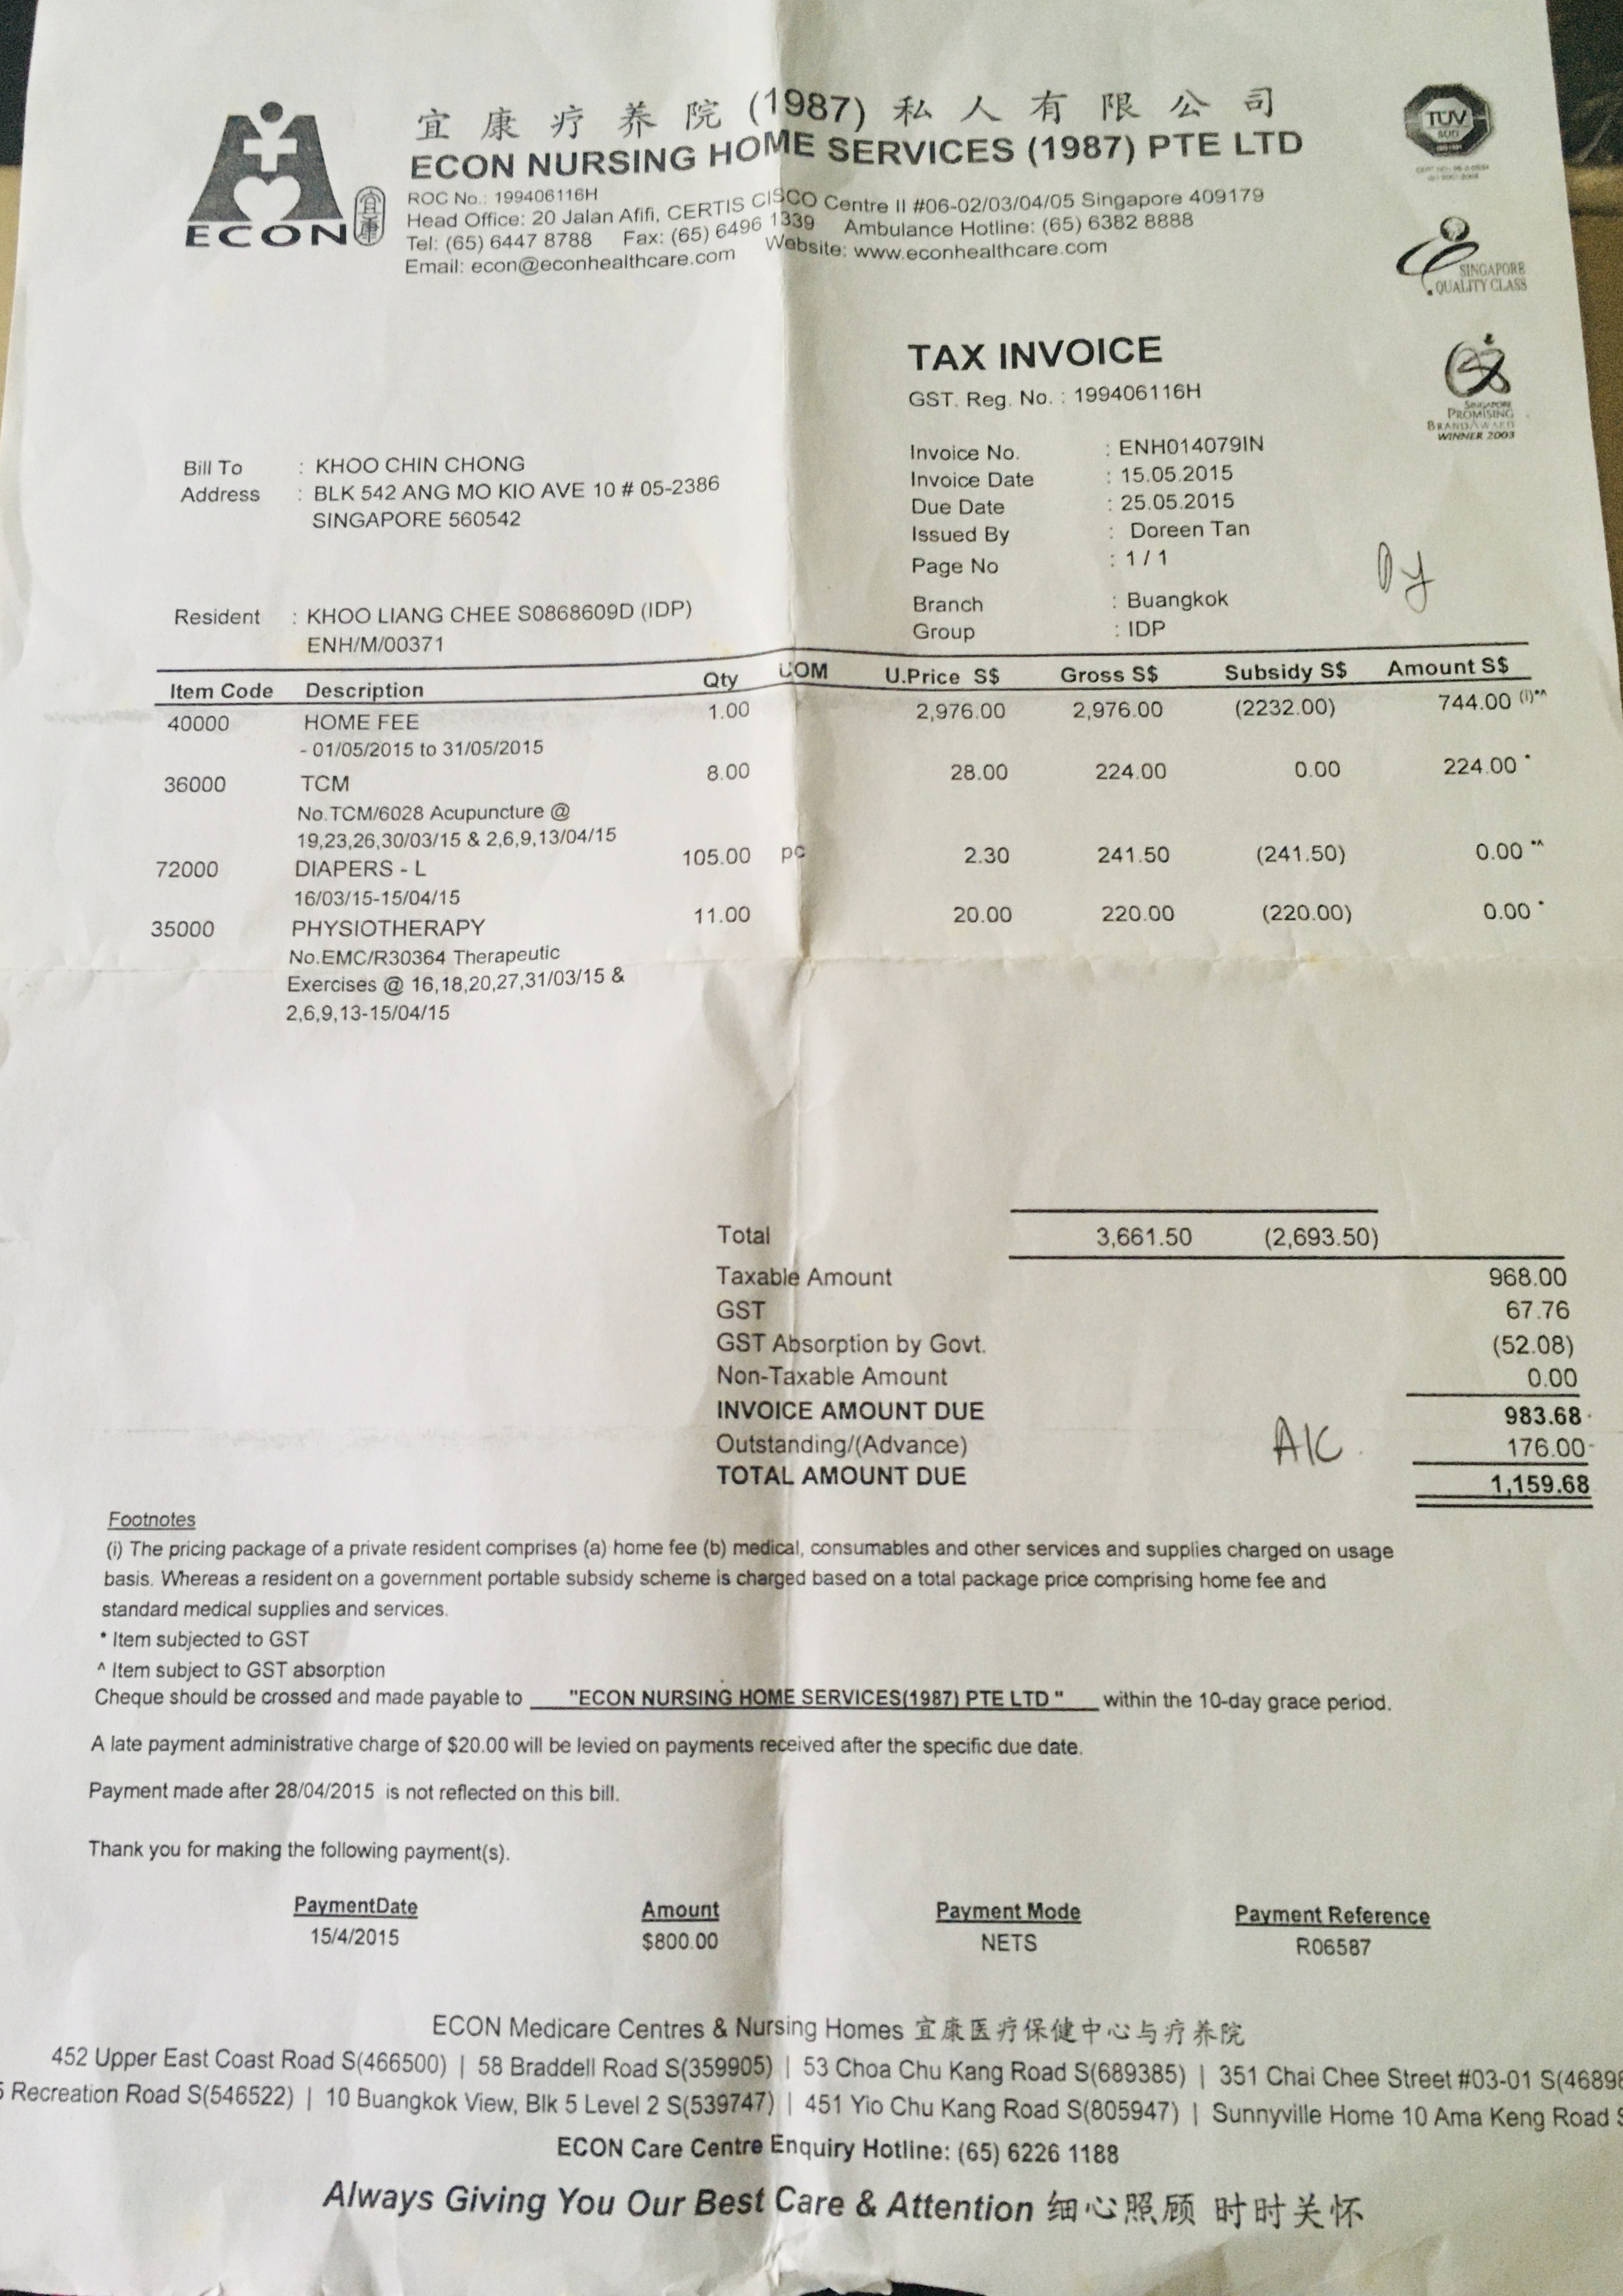 宜康疗养院 (1987) 私人有限公司
ECON NURSING HOME SERVICES (1987) PTE LTD
ECON
宜康
ROC No.: 199406116H
Head Office: 20 Jalan Afifi, CERTIS CISCO Centre II #06-02/03/04/05 Singapore 409179
Tel: (65) 6447 8788 Fax: (65) 6496 1339 Ambulance Hotline: (65) 6382 8888
Email: econ@econhealthcare.com Website: www.econhealthcare.com
TUV
SUD
SINGAPORE
QUALITY CLASS
SINGAPORE
PROMISING
BRAND AWARD
WINNER 2003
TAX INVOICE
GST. Reg. No. : 199406116H
Bill To : KHOO CHIN CHONG
Address : BLK 542 ANG MO KIO AVE 10 # 05-2386
SINGAPORE 560542
Invoice No. : ENH014079IN
Invoice Date : 15.05.2015
Due Date : 25.05.2015
Issued By : Doreen Tan
Page No : 1 / 1
Branch : Buangkok
Group : IDP
Resident : KHOO LIANG CHEE S0868609D (IDP)
ENH/M/00371
Item Code Description Qty UOM U.Price S$ Gross S$ Subsidy S$ Amount S$
40000 HOME FEE 1.00 2,976.00 2,976.00 (2232.00) 744.00 (i)*^
- 01/05/2015 to 31/05/2015
36000 TCM 8.00 28.00 224.00 0.00 224.00 *
No.TCM/6028 Acupuncture @
19,23,26,30/03/15 & 2,6,9,13/04/15
72000 DIAPERS - L 105.00 pc 2.30 241.50 (241.50) 0.00 *^
16/03/15-15/04/15
35000 PHYSIOTHERAPY 11.00 20.00 220.00 (220.00) 0.00 *
No.EMC/R30364 Therapeutic
Exercises @ 16,18,20,27,31/03/15 &
2,6,9,13-15/04/15
Total 3,661.50 (2,693.50)
Taxable Amount 968.00
GST 67.76
GST Absorption by Govt. (52.08)
Non-Taxable Amount 0.00
INVOICE AMOUNT DUE 983.68
Outstanding/(Advance) AIC 176.00
TOTAL AMOUNT DUE 1,159.68
Footnotes
(i) The pricing package of a private resident comprises (a) home fee (b) medical, consumables and other services and supplies charged on usage
basis. Whereas a resident on a government portable subsidy scheme is charged based on a total package price comprising home fee and
standard medical supplies and services.
* Item subjected to GST
^ Item subject to GST absorption
Cheque should be crossed and made payable to "ECON NURSING HOME SERVICES(1987) PTE LTD " within the 10-day grace period.
A late payment administrative charge of $20.00 will be levied on payments received after the specific due date.
Payment made after 28/04/2015 is not reflected on this bill.
Thank you for making the following payment(s).
PaymentDate Amount Payment Mode Payment Reference
15/4/2015 $800.00 NETS R06587
ECON Medicare Centres & Nursing Homes 宜康医疗保健中心与疗养院
452 Upper East Coast Road S(466500) | 58 Braddell Road S(359905) | 53 Choa Chu Kang Road S(689385) | 351 Chai Chee Street #03-01 S(46898
5 Recreation Road S(546522) | 10 Buangkok View, Blk 5 Level 2 S(539747) | 451 Yio Chu Kang Road S(805947) | Sunnyville Home 10 Ama Keng Road S
ECON Care Centre Enquiry Hotline: (65) 6226 1188
Always Giving You Our Best Care & Attention 细心照顾 时时关怀